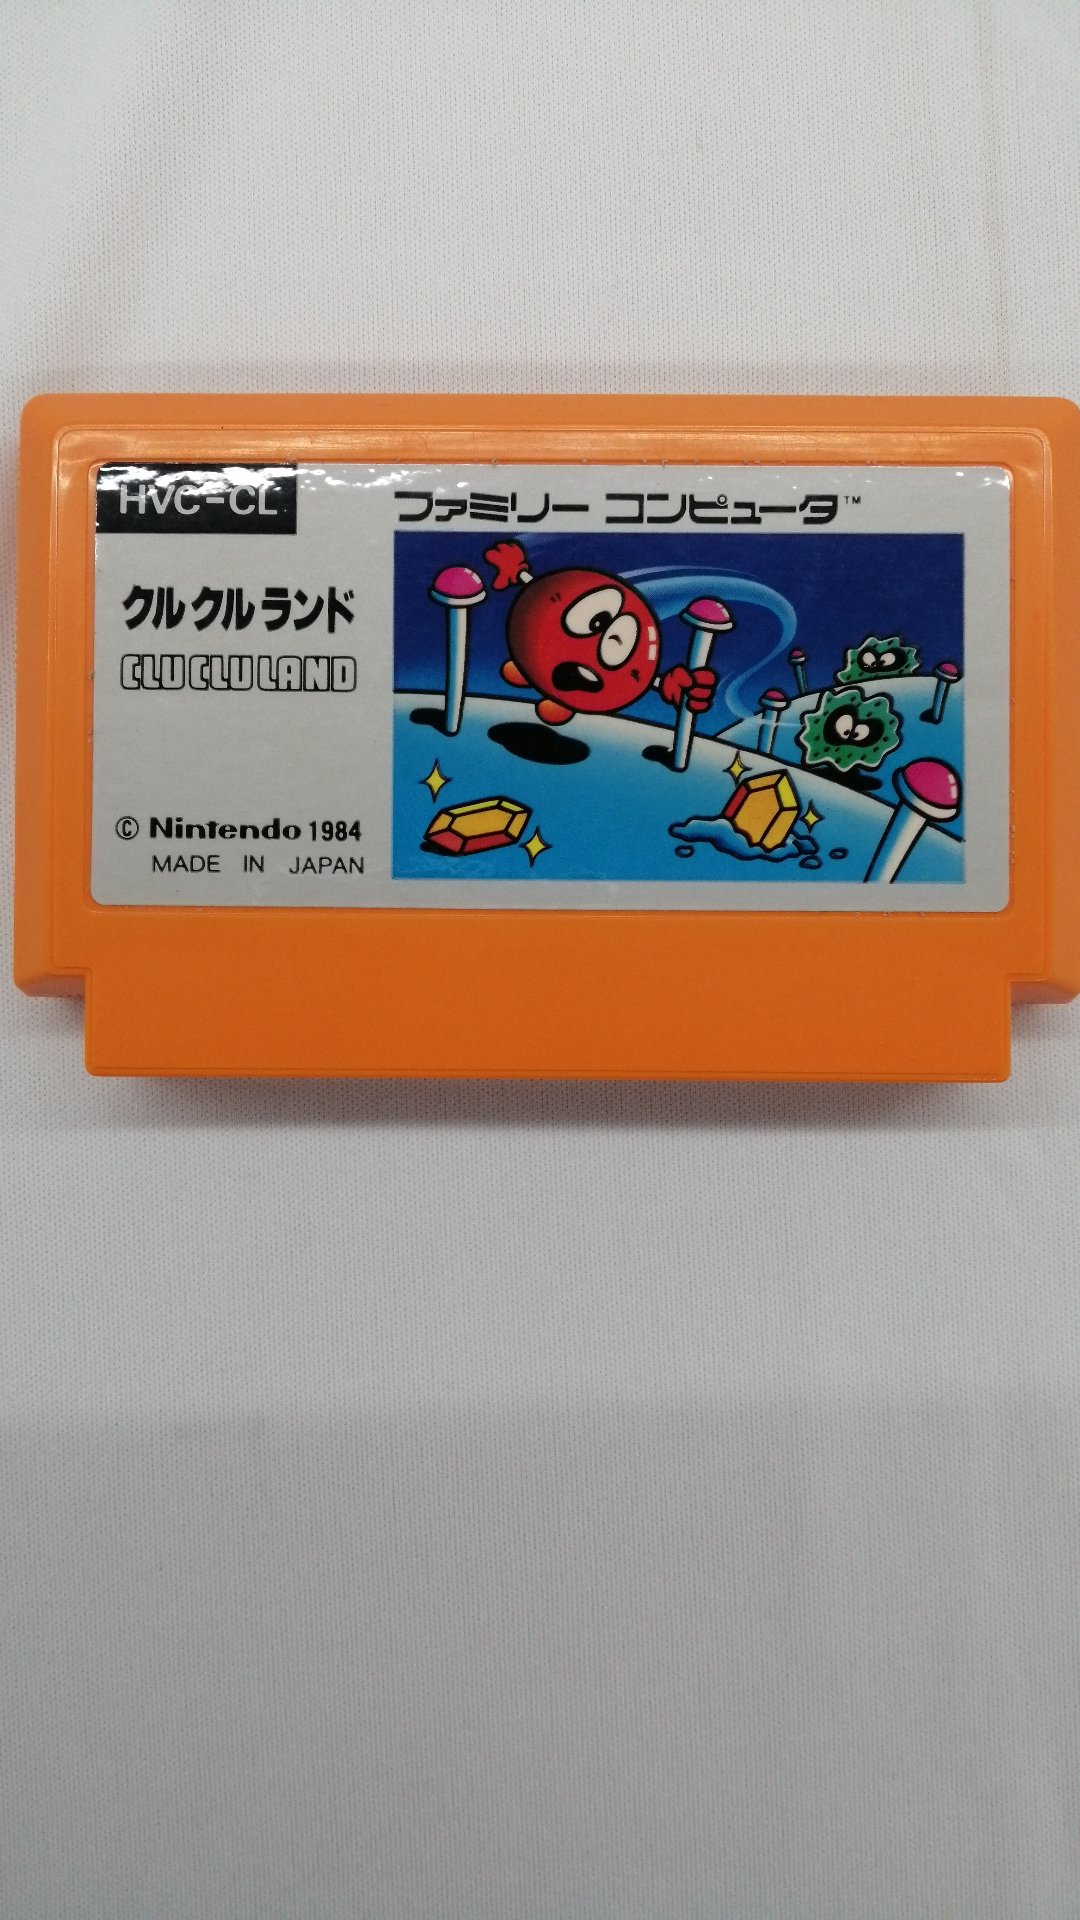 HVC-CL
ファミリー コンピュータ™
クルクルランド
CLU CLU LAND
© Nintendo 1984
MADE IN JAPAN